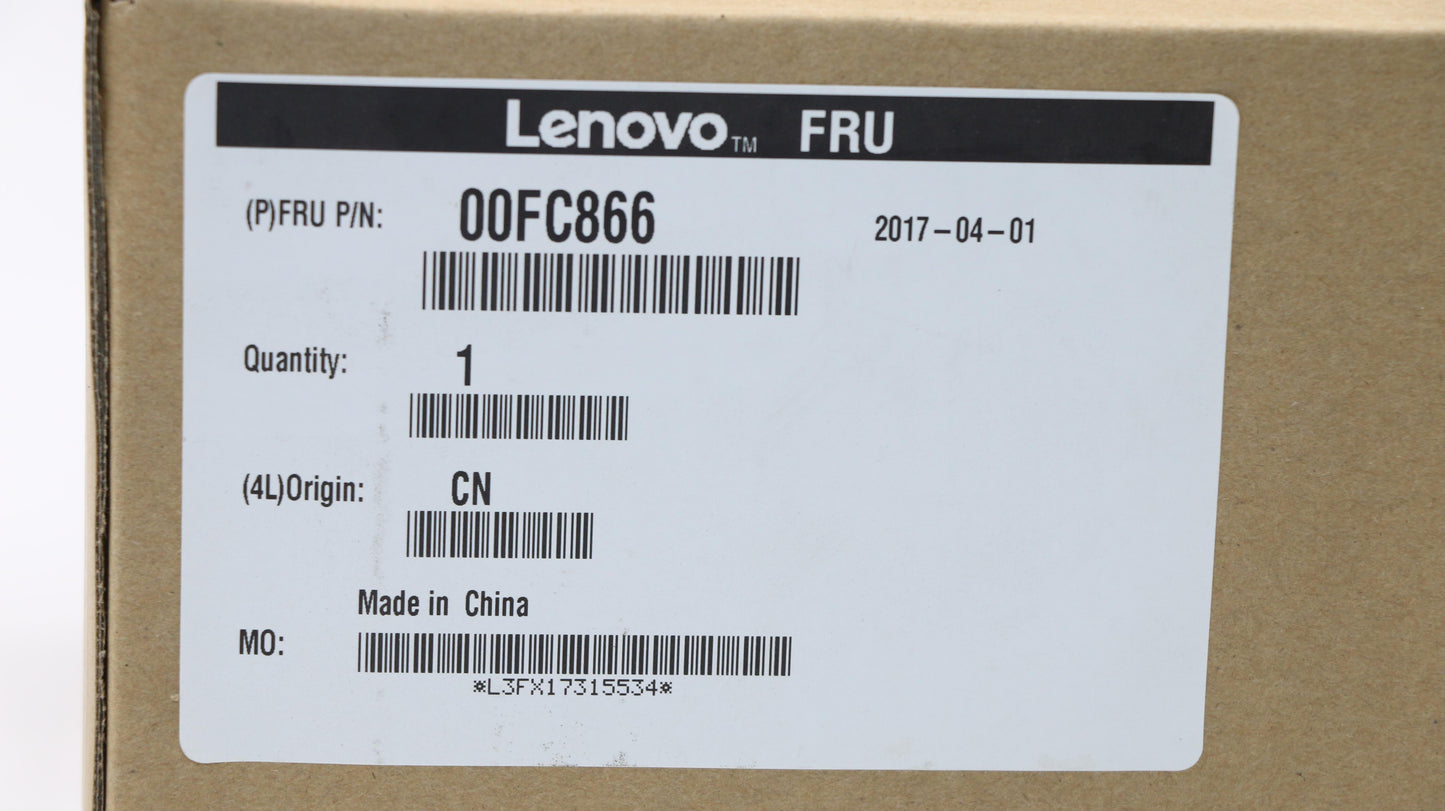 Lenovo™ FRU
(P)FRU P/N: 00FC866 2017-04-01
Quantity: 1
(4L)Origin: CN
Made in China
MO:
*L3FX17315534*